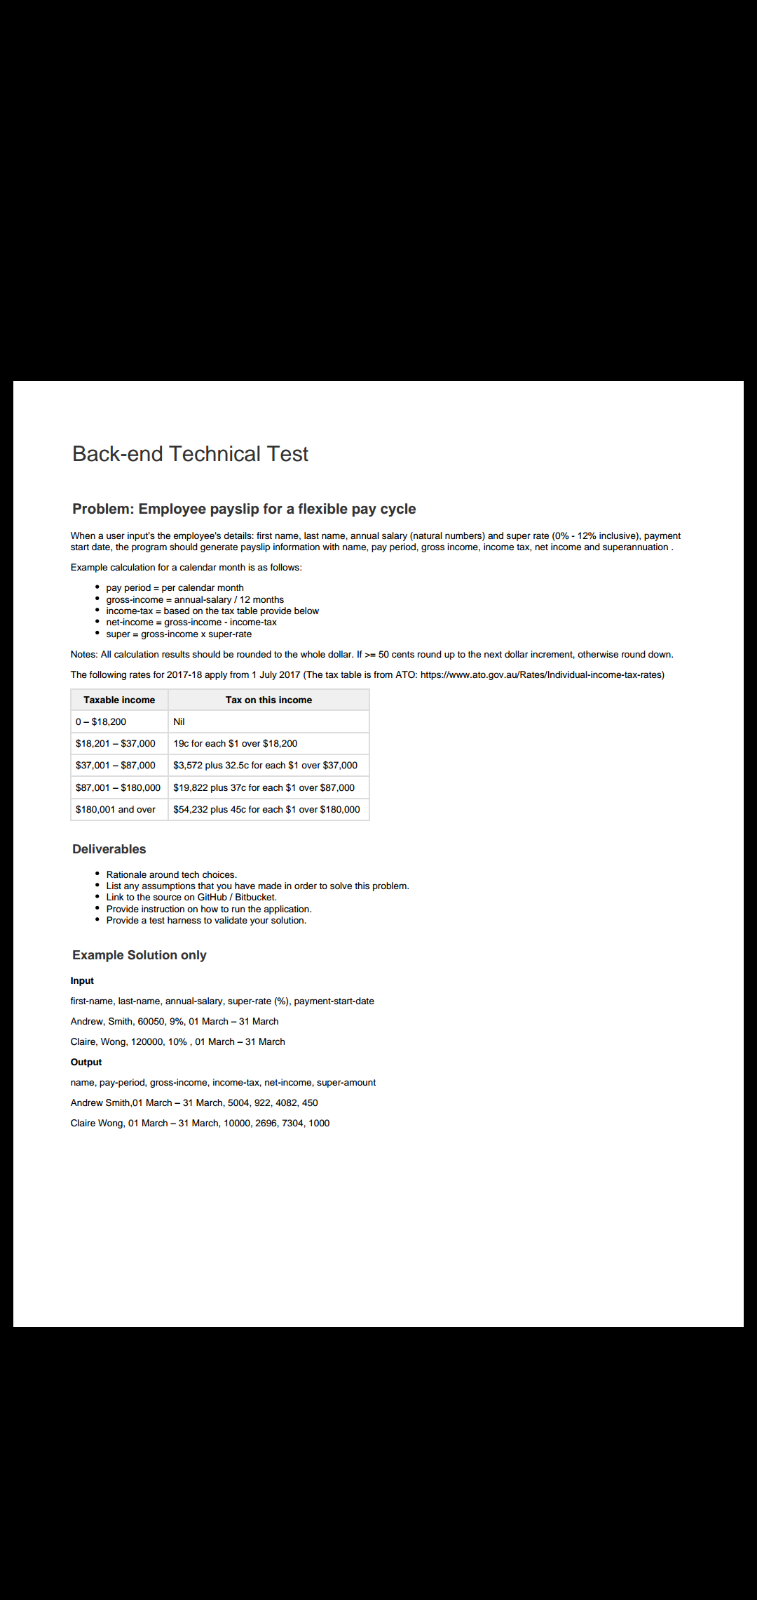 Back-end Technical Test
Problem: Employee payslip for a flexible pay cycle
When a user input's the employee's details: first name, last name, annual salary (natural numbers) and super rate (0% - 12% inclusive), payment
start date, the program should generate payslip information with name, pay period, gross income, income tax, net income and superannuation .
Example calculation for a calendar month is as follows:
• pay period = per calendar month
• gross-income = annual-salary / 12 months
• income-tax = based on the tax table provide below
• net-income = gross-income - income-tax
• super = gross-income x super-rate
Notes: All calculation results should be rounded to the whole dollar. If >= 50 cents round up to the next dollar increment, otherwise round down.
The following rates for 2017-18 apply from 1 July 2017 (The tax table is from ATO: https://www.ato.gov.au/Rates/Individual-income-tax-rates)
Taxable income Tax on this income
0 – $18,200 Nil
$18,201 – $37,000 19c for each $1 over $18,200
$37,001 – $87,000 $3,572 plus 32.5c for each $1 over $37,000
$87,001 – $180,000 $19,822 plus 37c for each $1 over $87,000
$180,001 and over $54,232 plus 45c for each $1 over $180,000
Deliverables
• Rationale around tech choices.
• List any assumptions that you have made in order to solve this problem.
• Link to the source on GitHub / Bitbucket.
• Provide instruction on how to run the application.
• Provide a test harness to validate your solution.
Example Solution only
Input
first-name, last-name, annual-salary, super-rate (%), payment-start-date
Andrew, Smith, 60050, 9%, 01 March – 31 March
Claire, Wong, 120000, 10% , 01 March – 31 March
Output
name, pay-period, gross-income, income-tax, net-income, super-amount
Andrew Smith,01 March – 31 March, 5004, 922, 4082, 450
Claire Wong, 01 March – 31 March, 10000, 2696, 7304, 1000